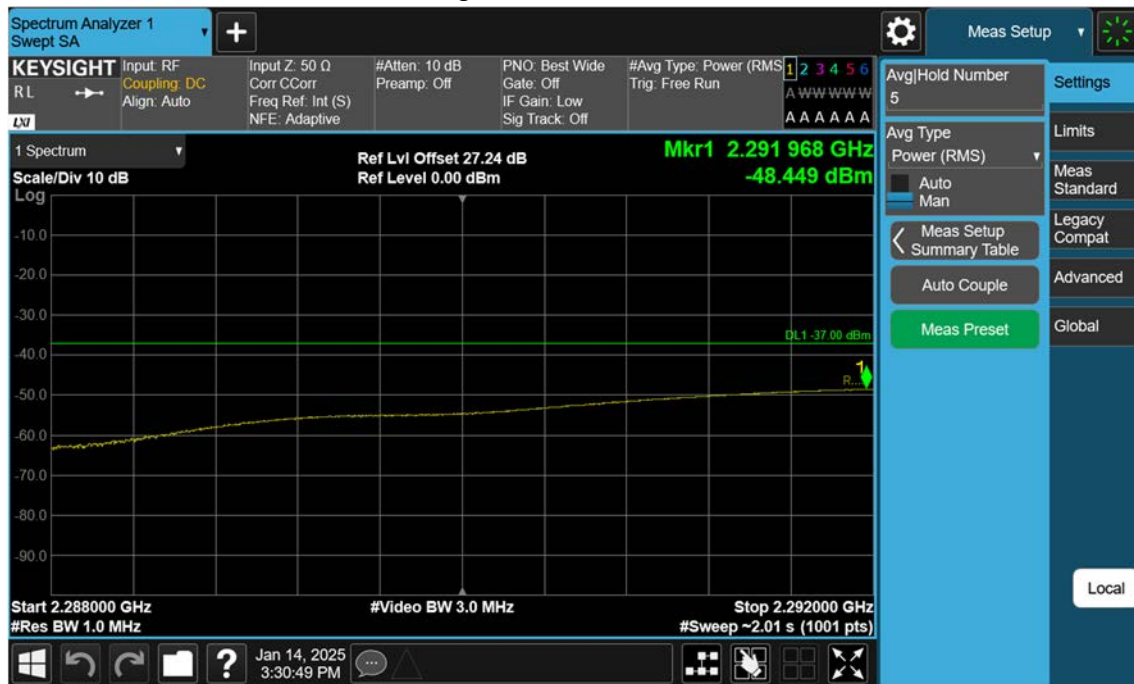 Spectrum Analyzer 1
Swept SA
+
Meas Setup
KEYSIGHT
RL
LXI
Input: RF
Coupling: DC
Align: Auto
Input Z: 50 Ω
Corr CCorr
Freq Ref: Int (S)
NFE: Adaptive
#Atten: 10 dB
Preamp: Off
PNO: Best Wide
Gate: Off
IF Gain: Low
Sig Track: Off
#Avg Type: Power (RMS
Trig: Free Run
1 2 3 4 5 6
A W W W W W
A A A A A A
1 Spectrum
Scale/Div 10 dB
Log
Ref Lvl Offset 27.24 dB
Ref Level 0.00 dBm
Mkr1 2.291 968 GHz
-48.449 dBm
-10.0
-20.0
-30.0
DL1 -37.00 dBm
-40.0
1
R...
-50.0
-60.0
-70.0
-80.0
-90.0
Start 2.288000 GHz
#Res BW 1.0 MHz
#Video BW 3.0 MHz
Stop 2.292000 GHz
#Sweep ~2.01 s (1001 pts)
Avg|Hold Number
5
Avg Type
Power (RMS)
Auto
Man
Meas Setup
Summary Table
Auto Couple
Meas Preset
Settings
Limits
Meas
Standard
Legacy
Compat
Advanced
Global
Local
?
Jan 14, 2025
3:30:49 PM